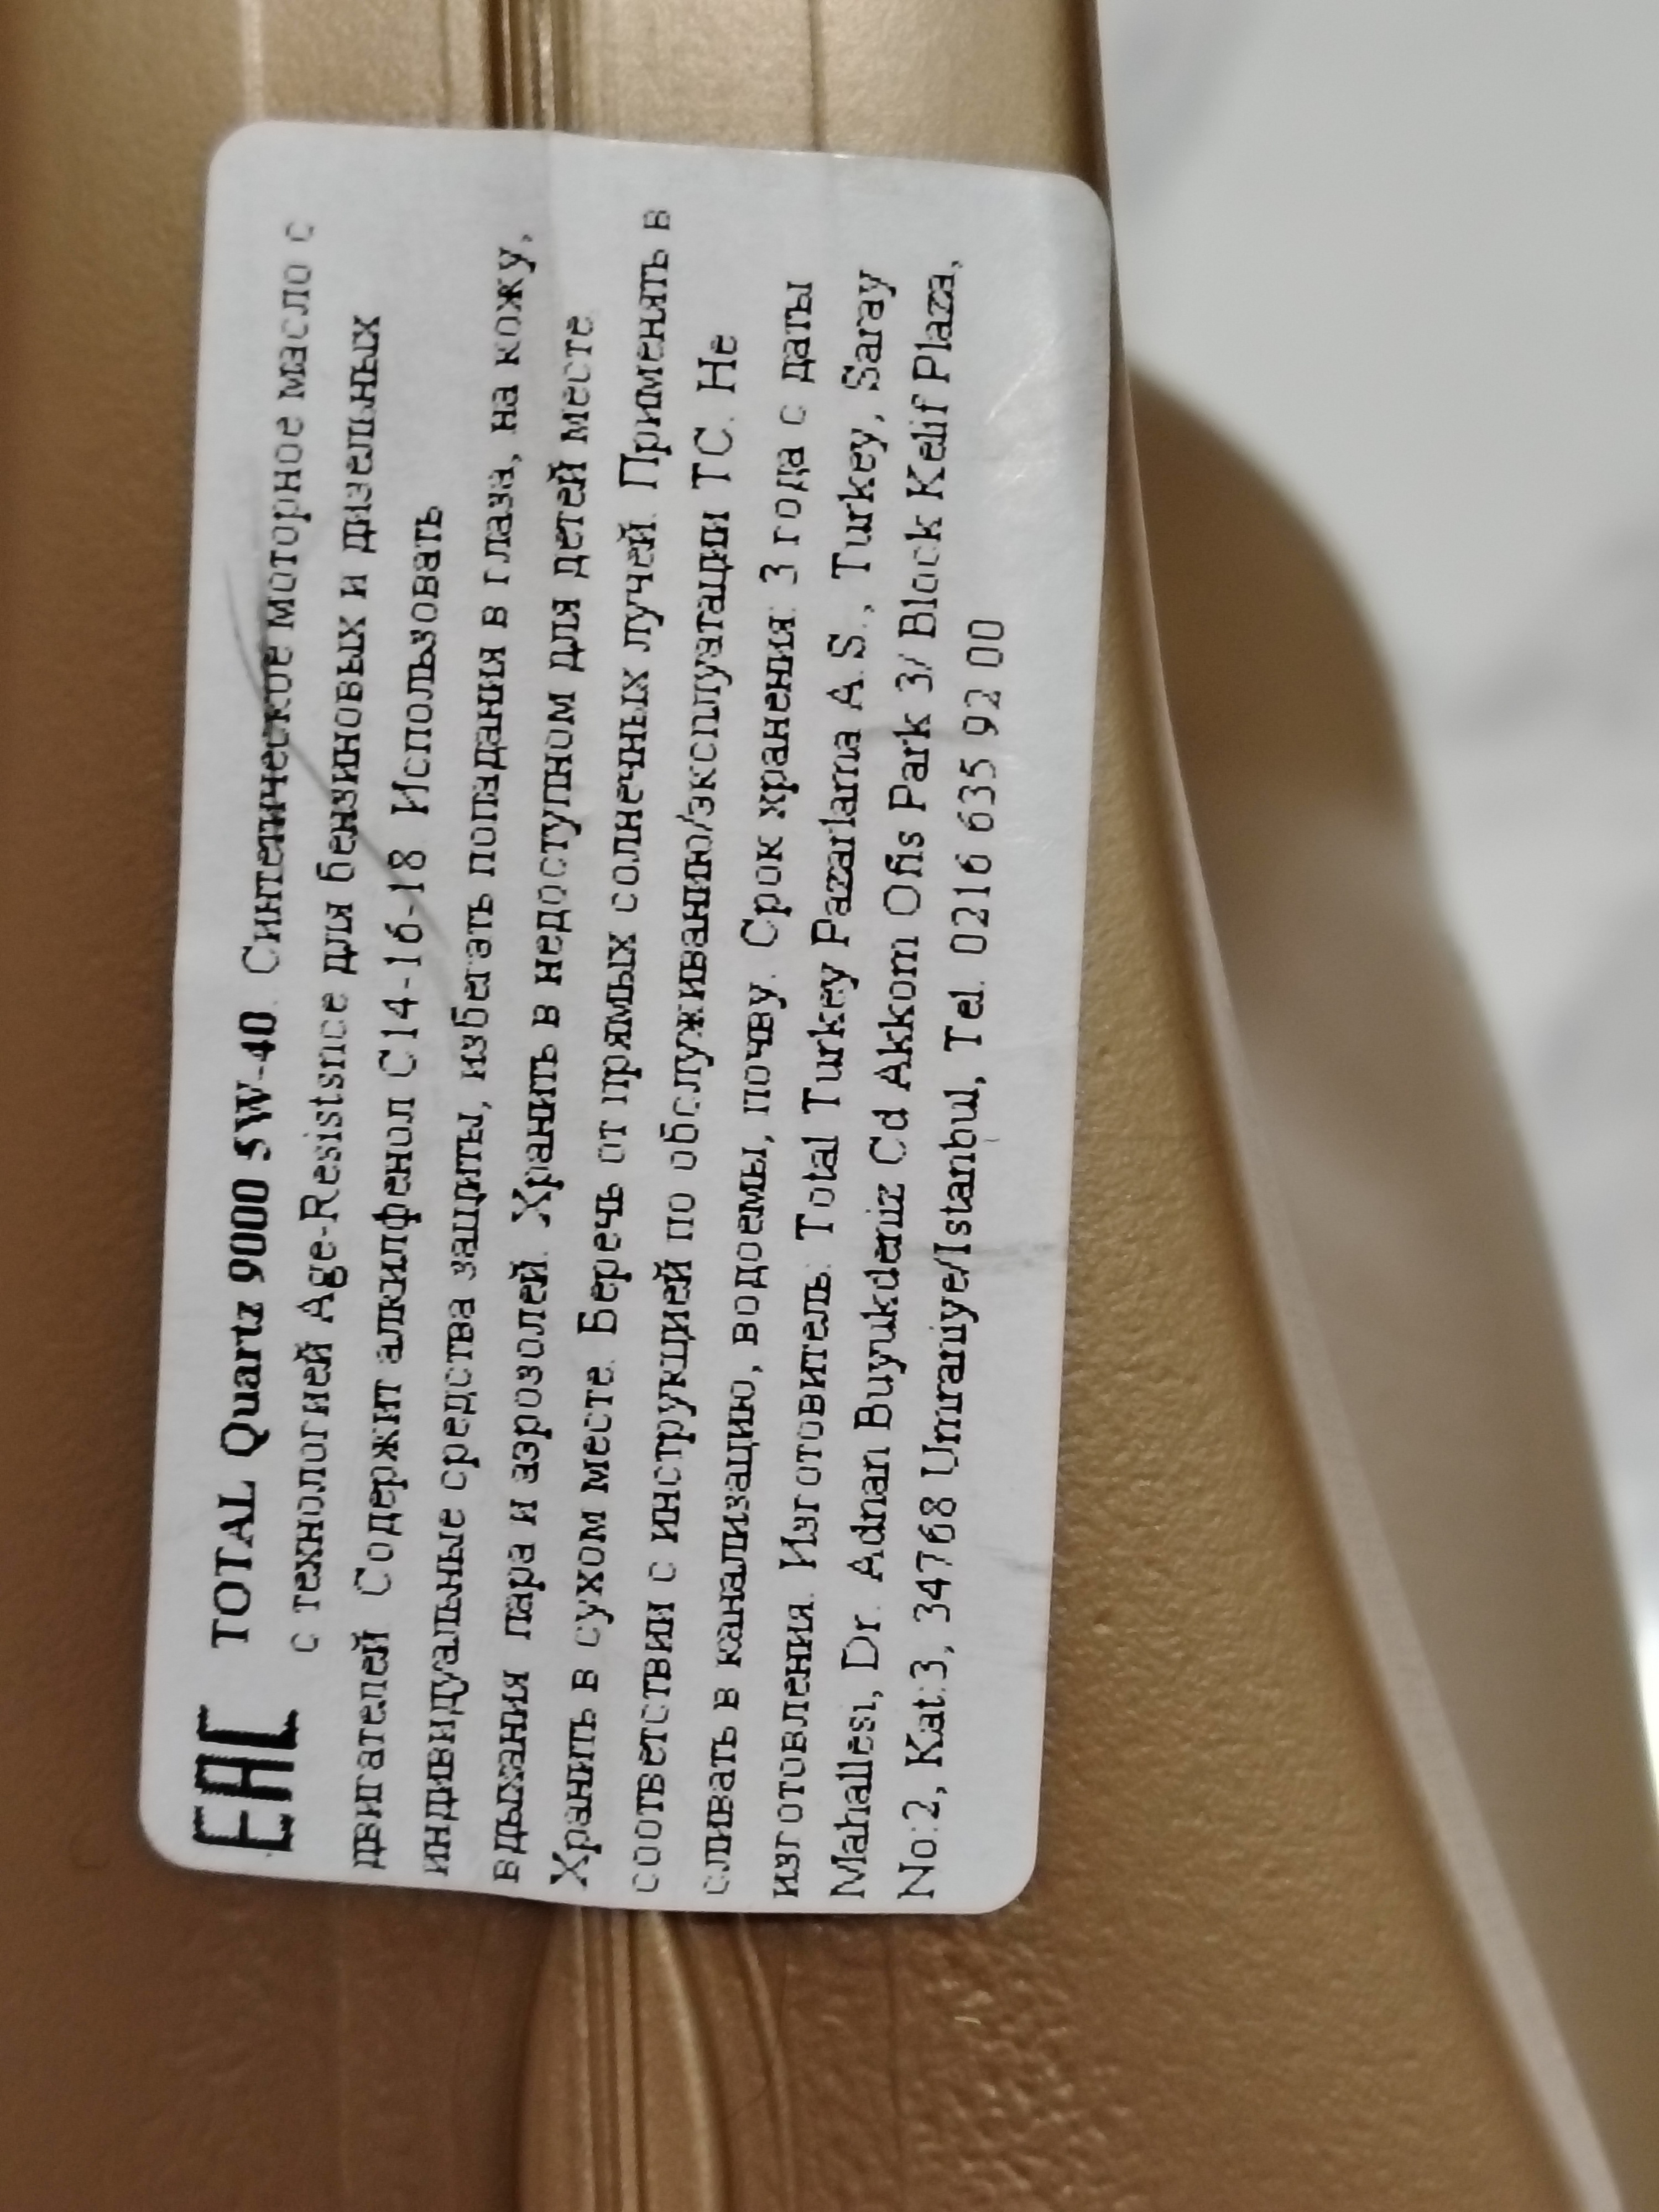 EAC TOTAL Quartz 9000 5W-40. Синтетическое моторное масло с
с технологией Age-Resistsnce для бензиновых и дизельных
двигателей. Содержит алкилфенол C14-16-18 Использовать
индивидуальные средства защиты, избегать попадания в глаза, на кожу,
вдыхания пара и аэрозолей. Хранить в недоступном для детей месте
Хранить в сухом месте. Беречь от прямых солнечных лучей. Применять в
соответствии с инструкцией по обслуживанию/эксплуатации ТС. Не
сливать в канализацию, водоемы, почву. Срок хранения: 3 года с даты
изготовления. Изготовитель: Total Turkey Pazarlama A.S., Turkey, Saray
Mahallesi, Dr. Adnan Buyukdeniz Cd Akkom Ofis Park 3/ Block Kelif Plaza,
No:2, Kat:3, 34768 Umraniye/Istanbul, Tel. 0216 635 92 00